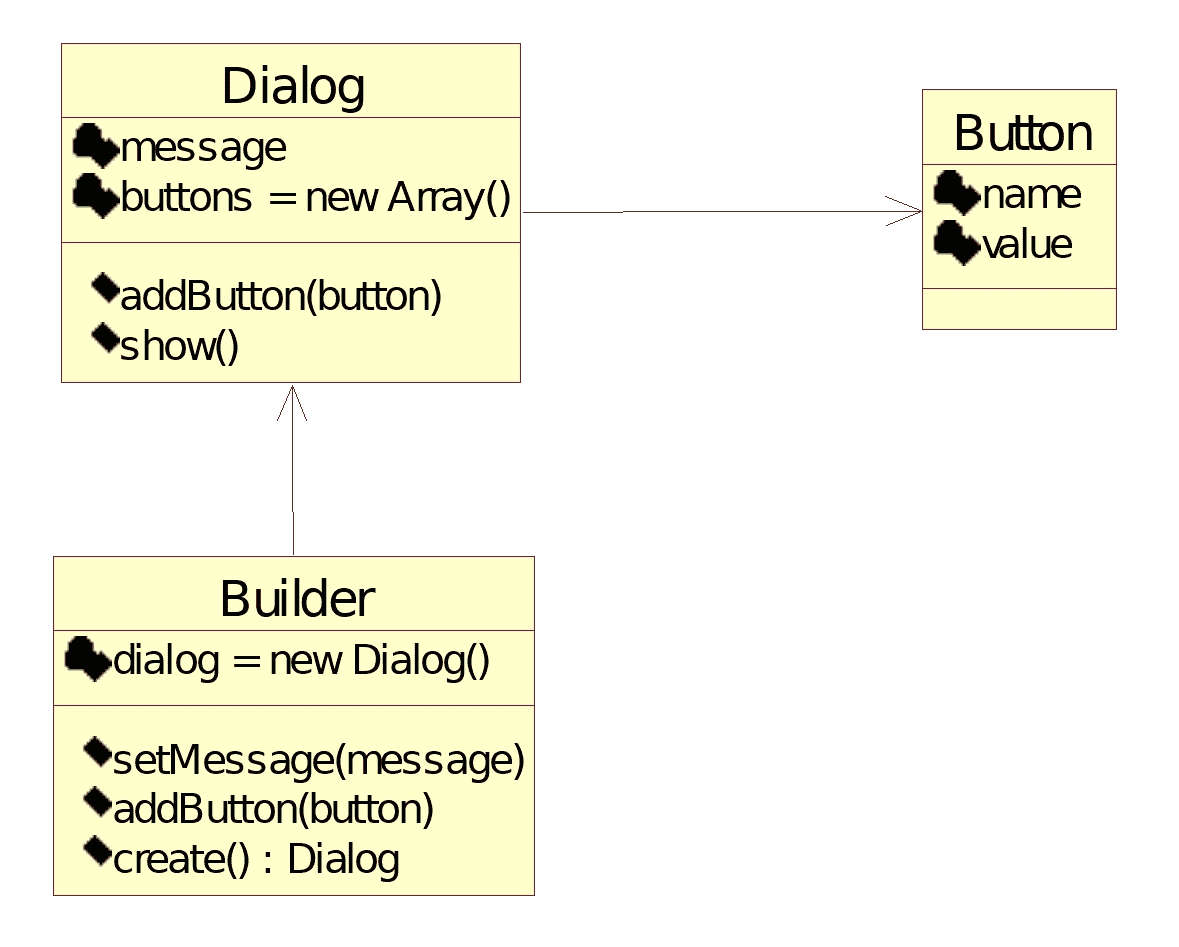 Dialog
message
buttons = new Array()
addButton(button)
show()
Button
name
value
Builder
dialog = new Dialog()
setMessage(message)
addButton(button)
create() : Dialog